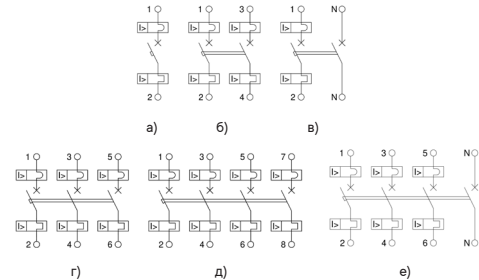 1 1 3 1 N
I> I> I> I>
I> I> I> I>
2 2 4 2 N
а) б) в)
1 3 5 1 3 5 7 1 3 5 N
I> I> I> I> I> I> I> I> I> I>
I> I> I> I> I> I> I> I> I> I>
2 4 6 2 4 6 8 2 4 6 N
г) д) е)